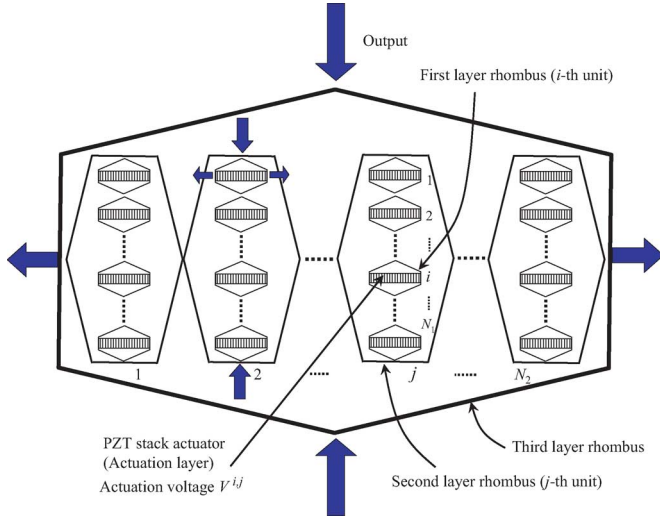 Output
First layer rhombus (i-th unit)
1
2
i
N₁
1
2
j
N₂
PZT stack actuator
(Actuation layer)
Actuation voltage V^{i,j}
Third layer rhombus
Second layer rhombus (j-th unit)